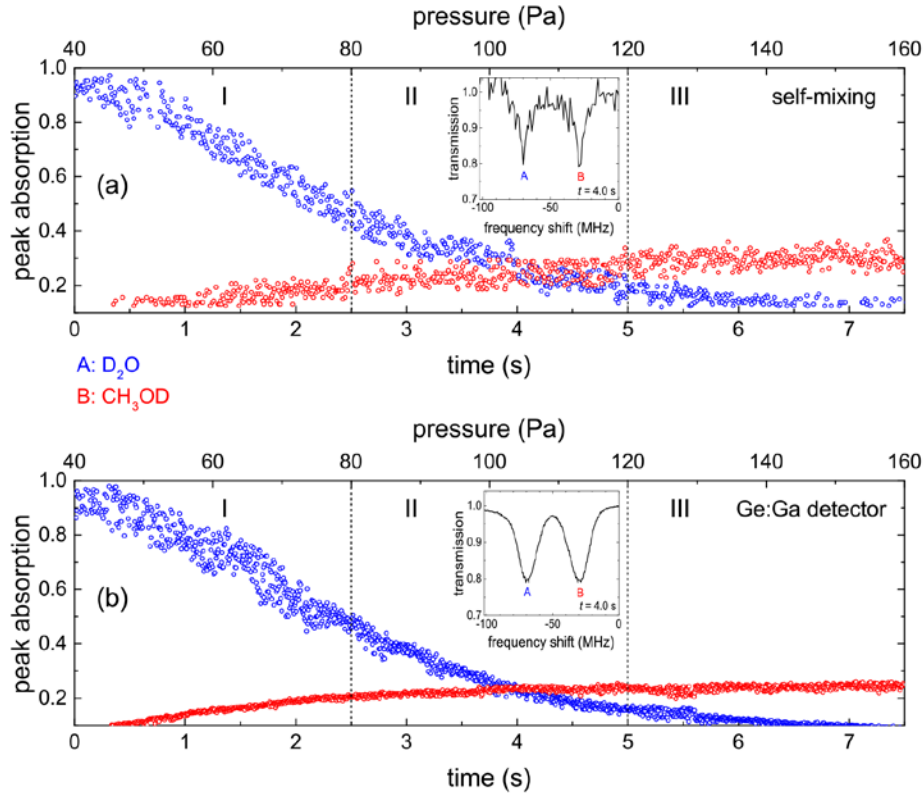 pressure (Pa)
40 60 80 100 120 140 160
1.0
0.8
0.6
0.4
0.2
peak absorption
I II III self-mixing
(a)
1.0
0.9
0.8
0.7
transmission
A B t = 4.0 s
-100 -50 0
frequency shift (MHz)
0 1 2 3 4 5 6 7
time (s)
A: D₂O
B: CH₃OD
pressure (Pa)
40 60 80 100 120 140 160
1.0
0.8
0.6
0.4
0.2
peak absorption
I II III Ge:Ga detector
(b)
1.0
0.9
0.8
0.7
transmission
A B t = 4.0 s
-100 -50 0
frequency shift (MHz)
0 1 2 3 4 5 6 7
time (s)